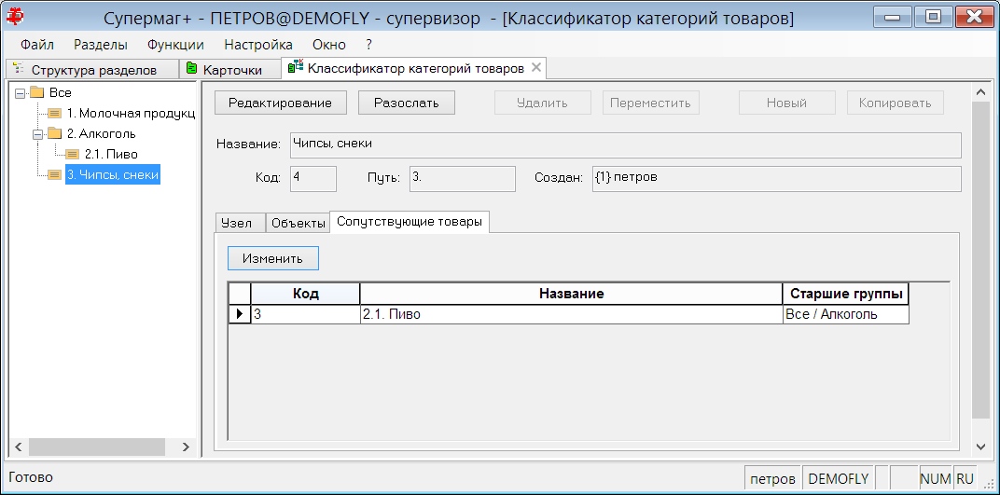 Супермаг+ - ПЕТРОВ@DEMOFLY - супервизор - [Классификатор категорий товаров]
Файл Разделы Функции Настройка Окно ?
Структура разделов Карточки Классификатор категорий товаров
Все
1. Молочная продукц
2. Алкоголь
2.1. Пиво
3. Чипсы, снеки
Редактирование Разослать Удалить Переместить Новый Копировать
Название: Чипсы, снеки
Код: 4 Путь: 3. Создан: {1} петров
Узел Объекты Сопутствующие товары
Изменить
Код Название Старшие группы
3 2.1. Пиво Все / Алкоголь
Готово петров DEMOFLY NUM RU